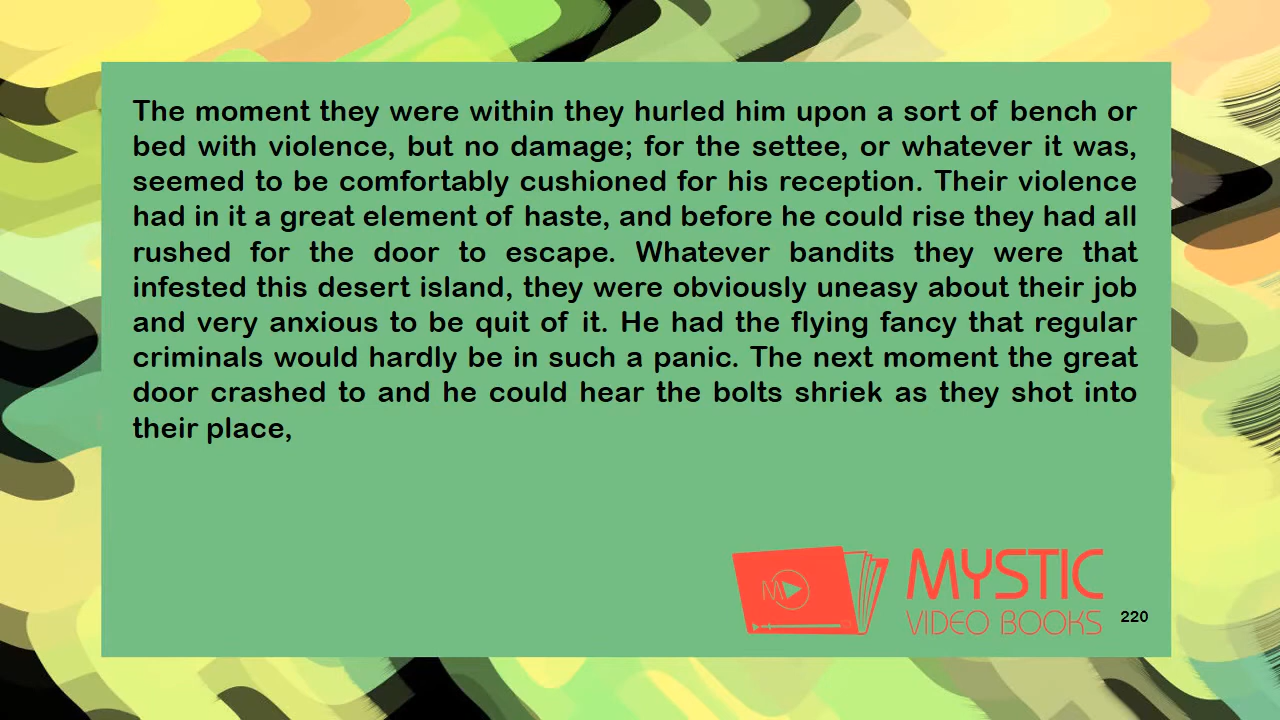 The moment they were within they hurled him upon a sort of bench or
bed with violence, but no damage; for the settee, or whatever it was,
seemed to be comfortably cushioned for his reception. Their violence
had in it a great element of haste, and before he could rise they had all
rushed for the door to escape. Whatever bandits they were that
infested this desert island, they were obviously uneasy about their job
and very anxious to be quit of it. He had the flying fancy that regular
criminals would hardly be in such a panic. The next moment the great
door crashed to and he could hear the bolts shriek as they shot into
their place,
M
MYSTIC
VIDEO BOOKS
220